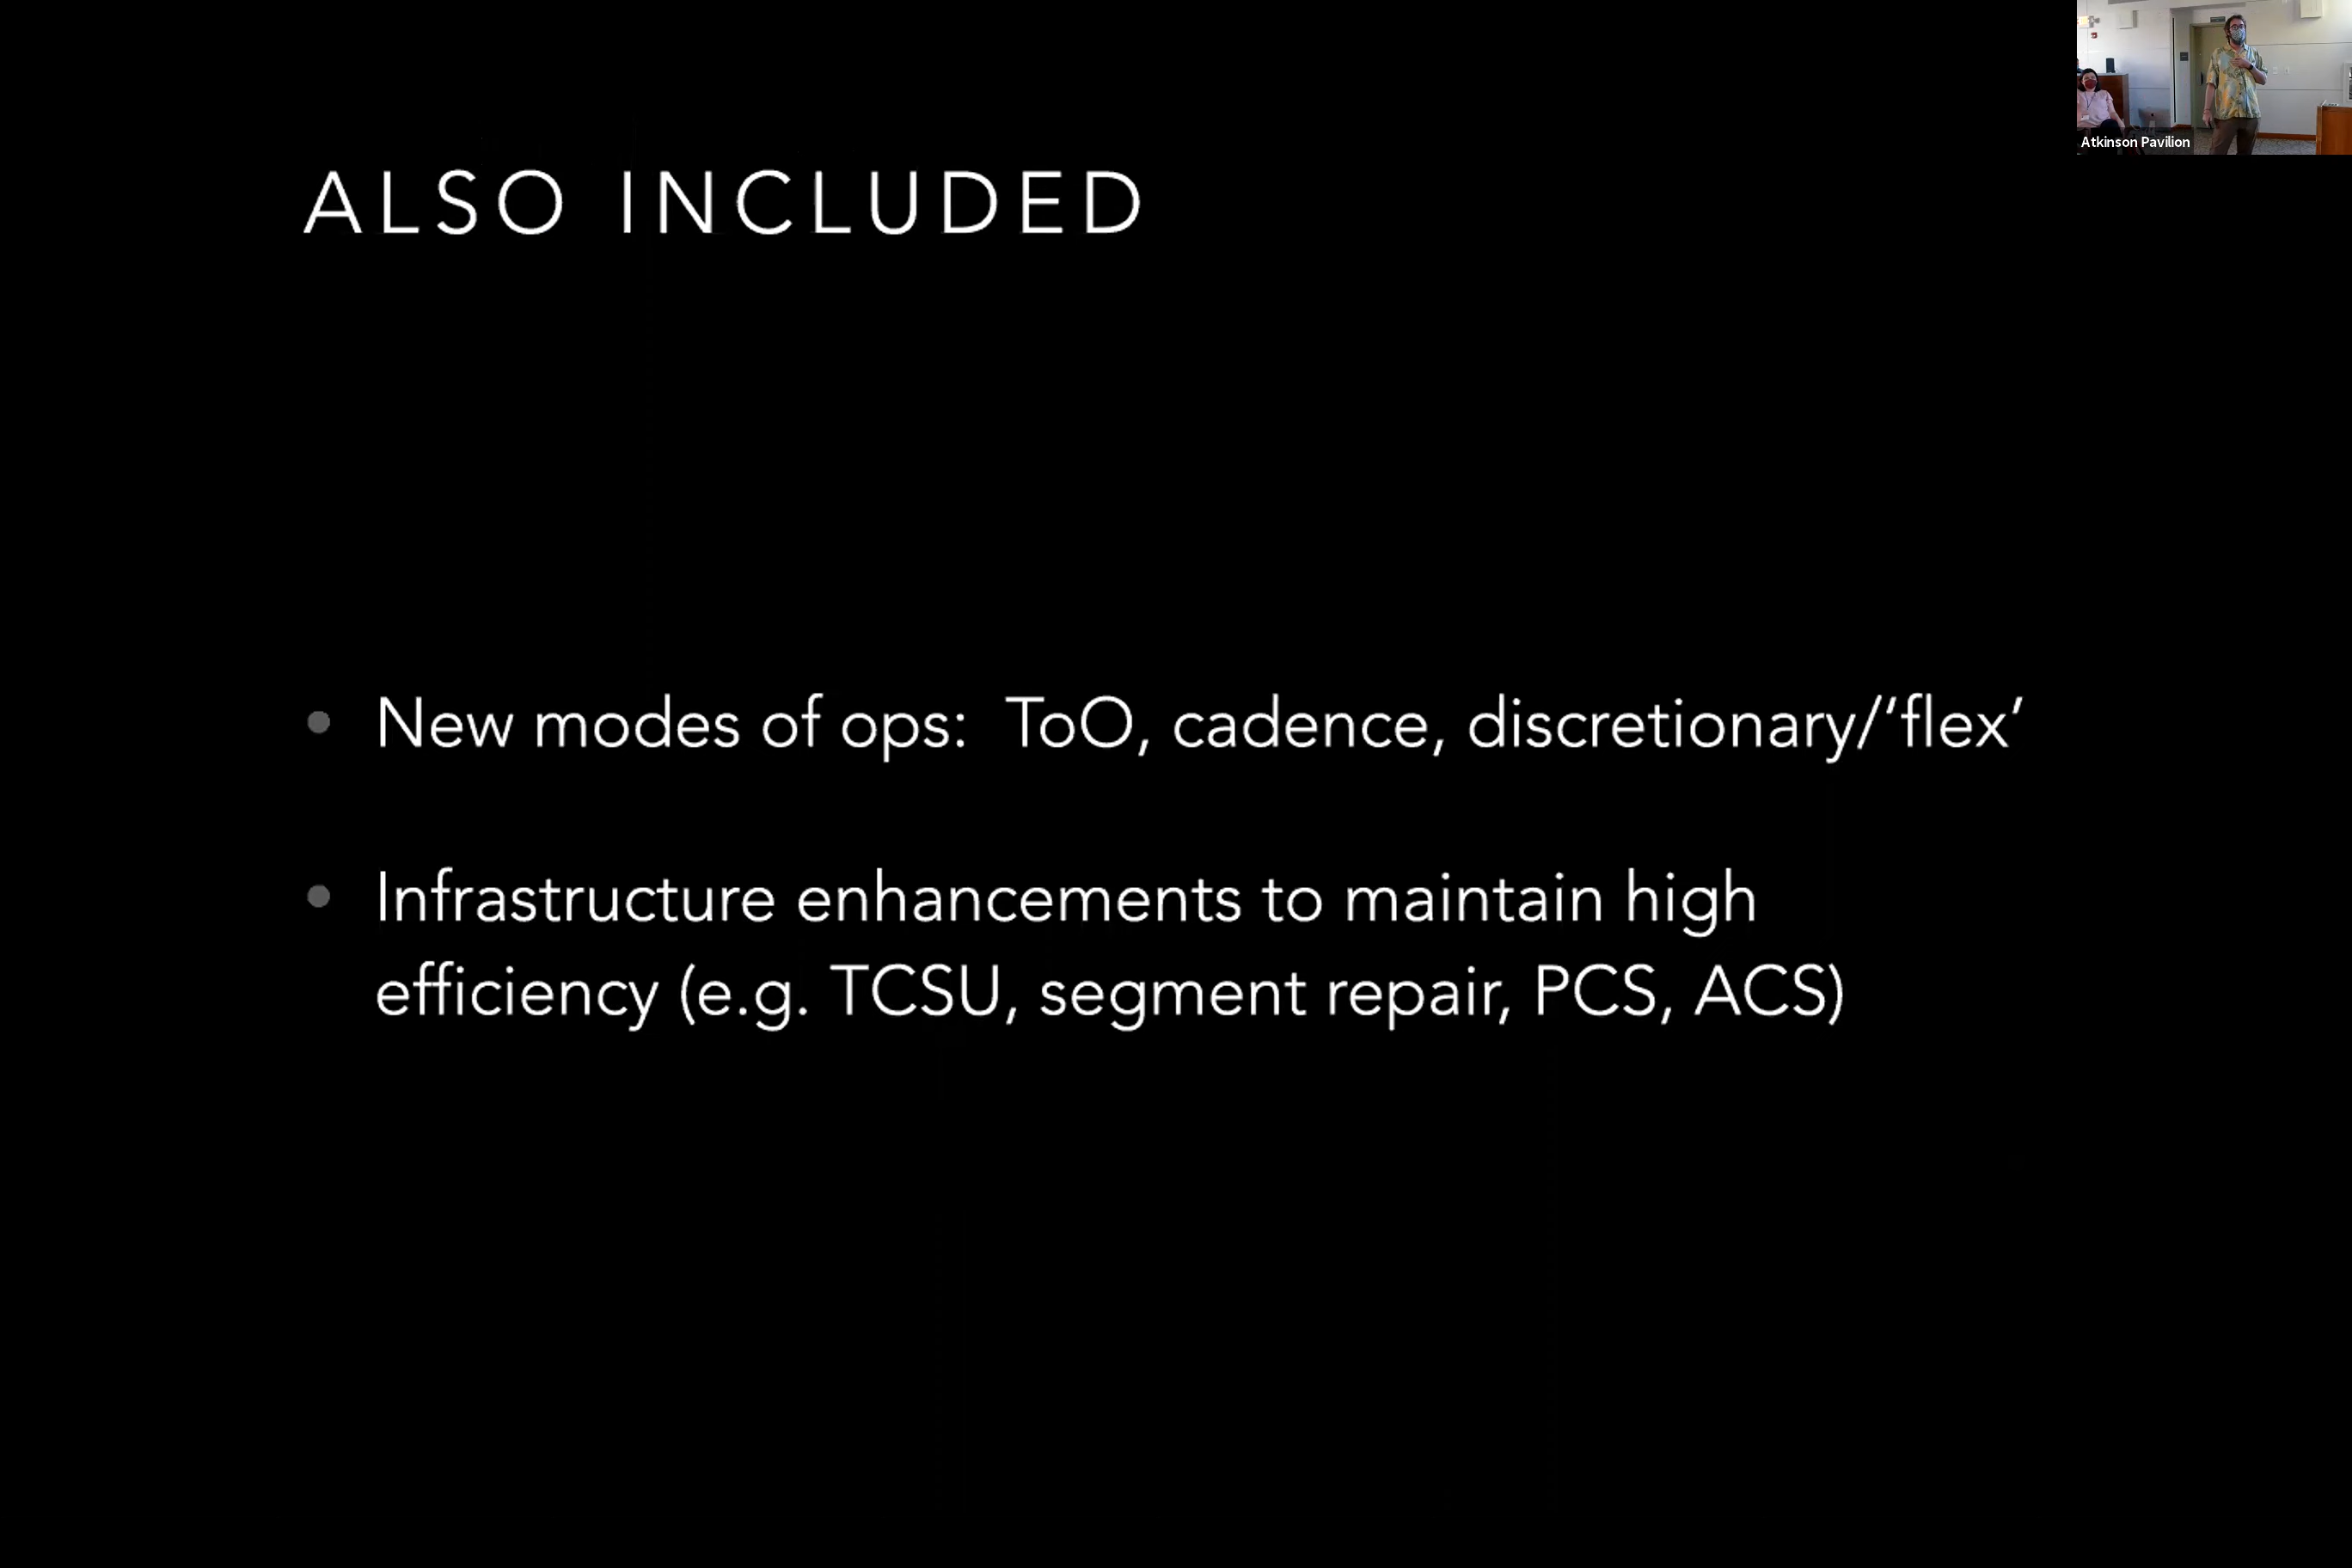 Atkinson Pavilion
ALSO INCLUDED
New modes of ops:  ToO, cadence, discretionary/‘flex’
Infrastructure enhancements to maintain high
efficiency (e.g. TCSU, segment repair, PCS, ACS)